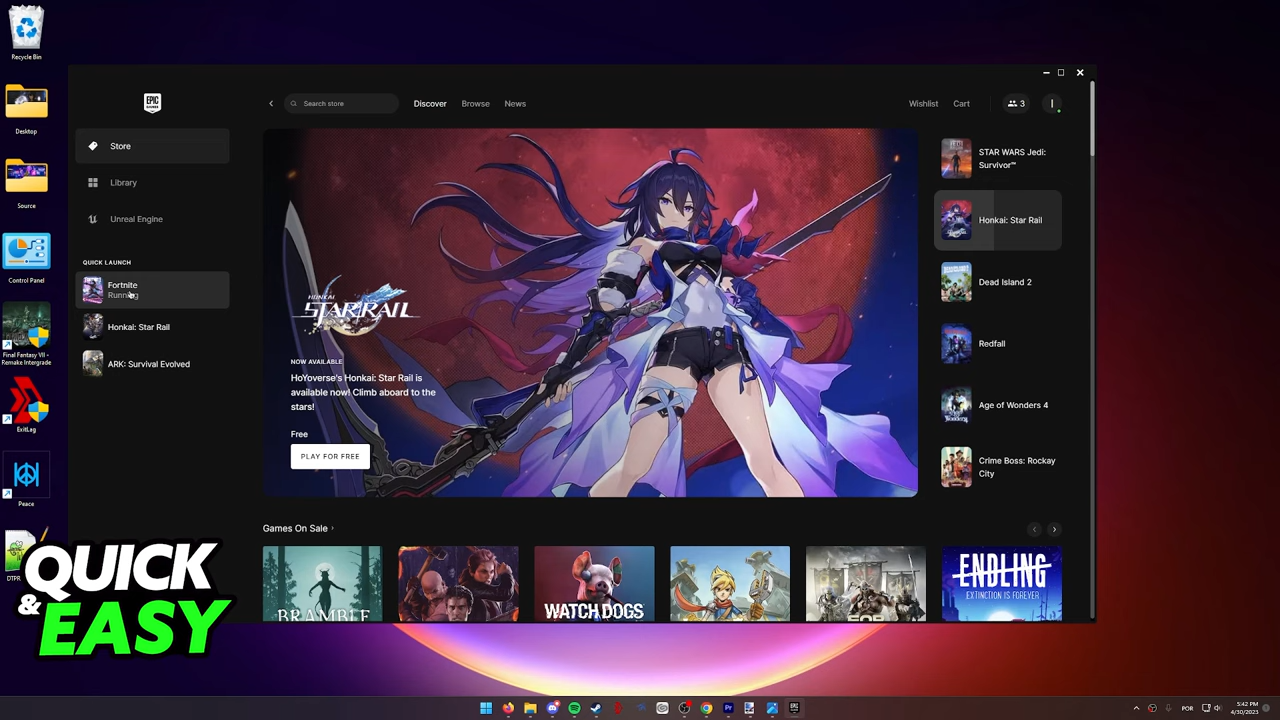 Recycle Bin
Desktop
Source
Control Panel
Final Fantasy VII -
Remake Intergrade
ExitLag
Peace
QUICK
& EASY
EPIC
GAMES
Store
Library
Unreal Engine
QUICK LAUNCH
Fortnite
Running
Honkai: Star Rail
ARK: Survival Evolved
Search store
Discover
Browse
News
Wishlist
Cart
3
I
HONKAI
STAR RAIL
NOW AVAILABLE
HoYoverse's Honkai: Star Rail is
available now! Climb aboard to the
stars!
Free
PLAY FOR FREE
STAR WARS Jedi:
Survivor™
Honkai: Star Rail
Dead Island 2
Redfall
Age of Wonders 4
Crime Boss: Rockay
City
Games On Sale
BRAMBLE
WATCH DOGS
FOR
ENDLING
EXTINCTION IS FOREVER
POR
5:42 PM
4/30/2023